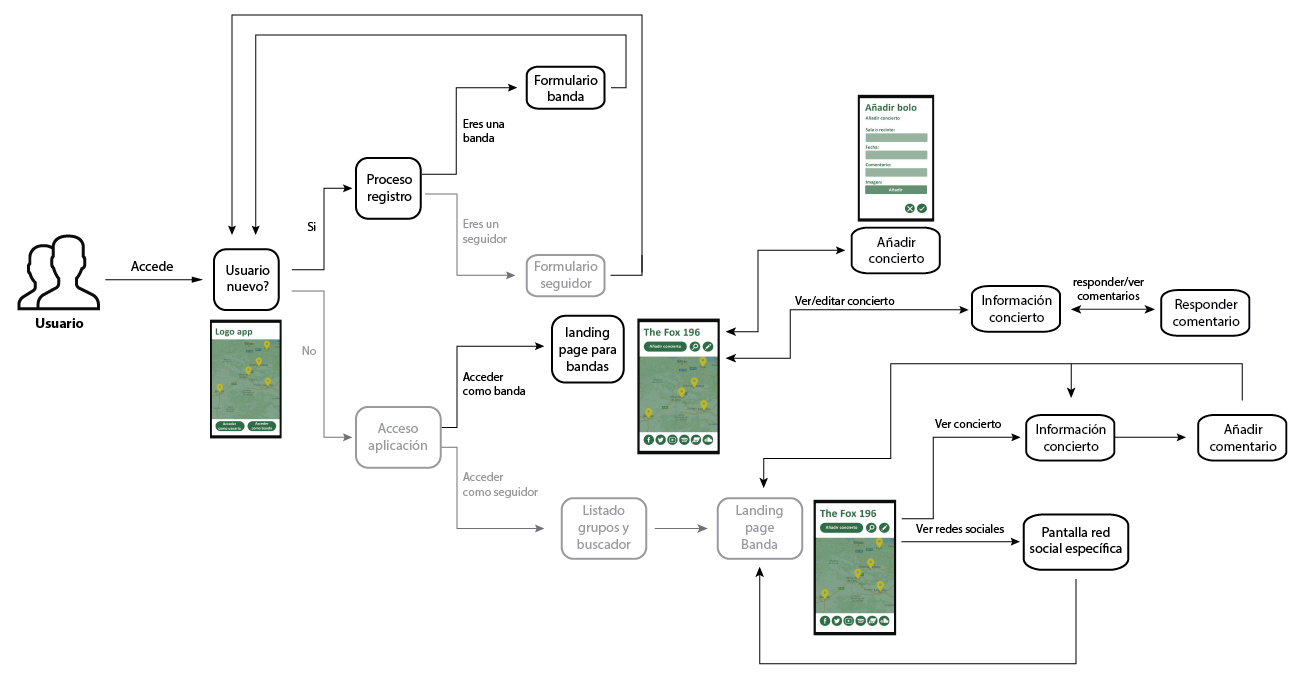 Formulario
banda
Eres una
banda
Proceso
registro
Si
Eres un
seguidor
Formulario
seguidor
Accede
Usuario
Usuario
nuevo?
No
Logo app
Acceder
como usuario
Acceder
como banda
Acceso
aplicación
Acceder
como banda
landing
page para
bandas
The Fox 196
Añadir concierto
Añadir bolo
Añadir concierto
Sala o recinto:
Fecha:
Comentario:
Imagen:
Añadir
Añadir
concierto
Ver/editar concierto
Información
concierto
responder/ver
comentarios
Responder
comentario
Acceder
como seguidor
Listado
grupos y
buscador
Landing
page
Banda
The Fox 196
Añadir concierto
Ver concierto
Información
concierto
Añadir
comentario
Ver redes sociales
Pantalla red
social específica